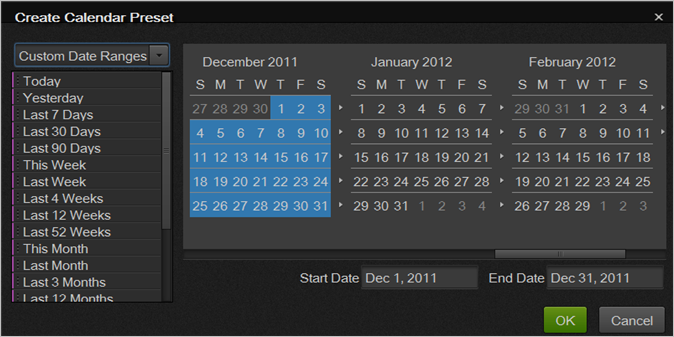 Create Calendar Preset ×
Custom Date Ranges
Today
Yesterday
Last 7 Days
Last 30 Days
Last 90 Days
This Week
Last Week
Last 4 Weeks
Last 12 Weeks
Last 52 Weeks
This Month
Last Month
Last 3 Months
Last 12 Months
December 2011
S M T W T F S
27 28 29 30 1 2 3
4 5 6 7 8 9 10
11 12 13 14 15 16 17
18 19 20 21 22 23 24
25 26 27 28 29 30 31
January 2012
S M T W T F S
1 2 3 4 5 6 7
8 9 10 11 12 13 14
15 16 17 18 19 20 21
22 23 24 25 26 27 28
29 30 31 1 2 3 4
February 2012
S M T W T F S
29 30 31 1 2 3 4
5 6 7 8 9 10 11
12 13 14 15 16 17 18
19 20 21 22 23 24 25
26 27 28 29 1 2 3
Start Date Dec 1, 2011 End Date Dec 31, 2011
OK Cancel